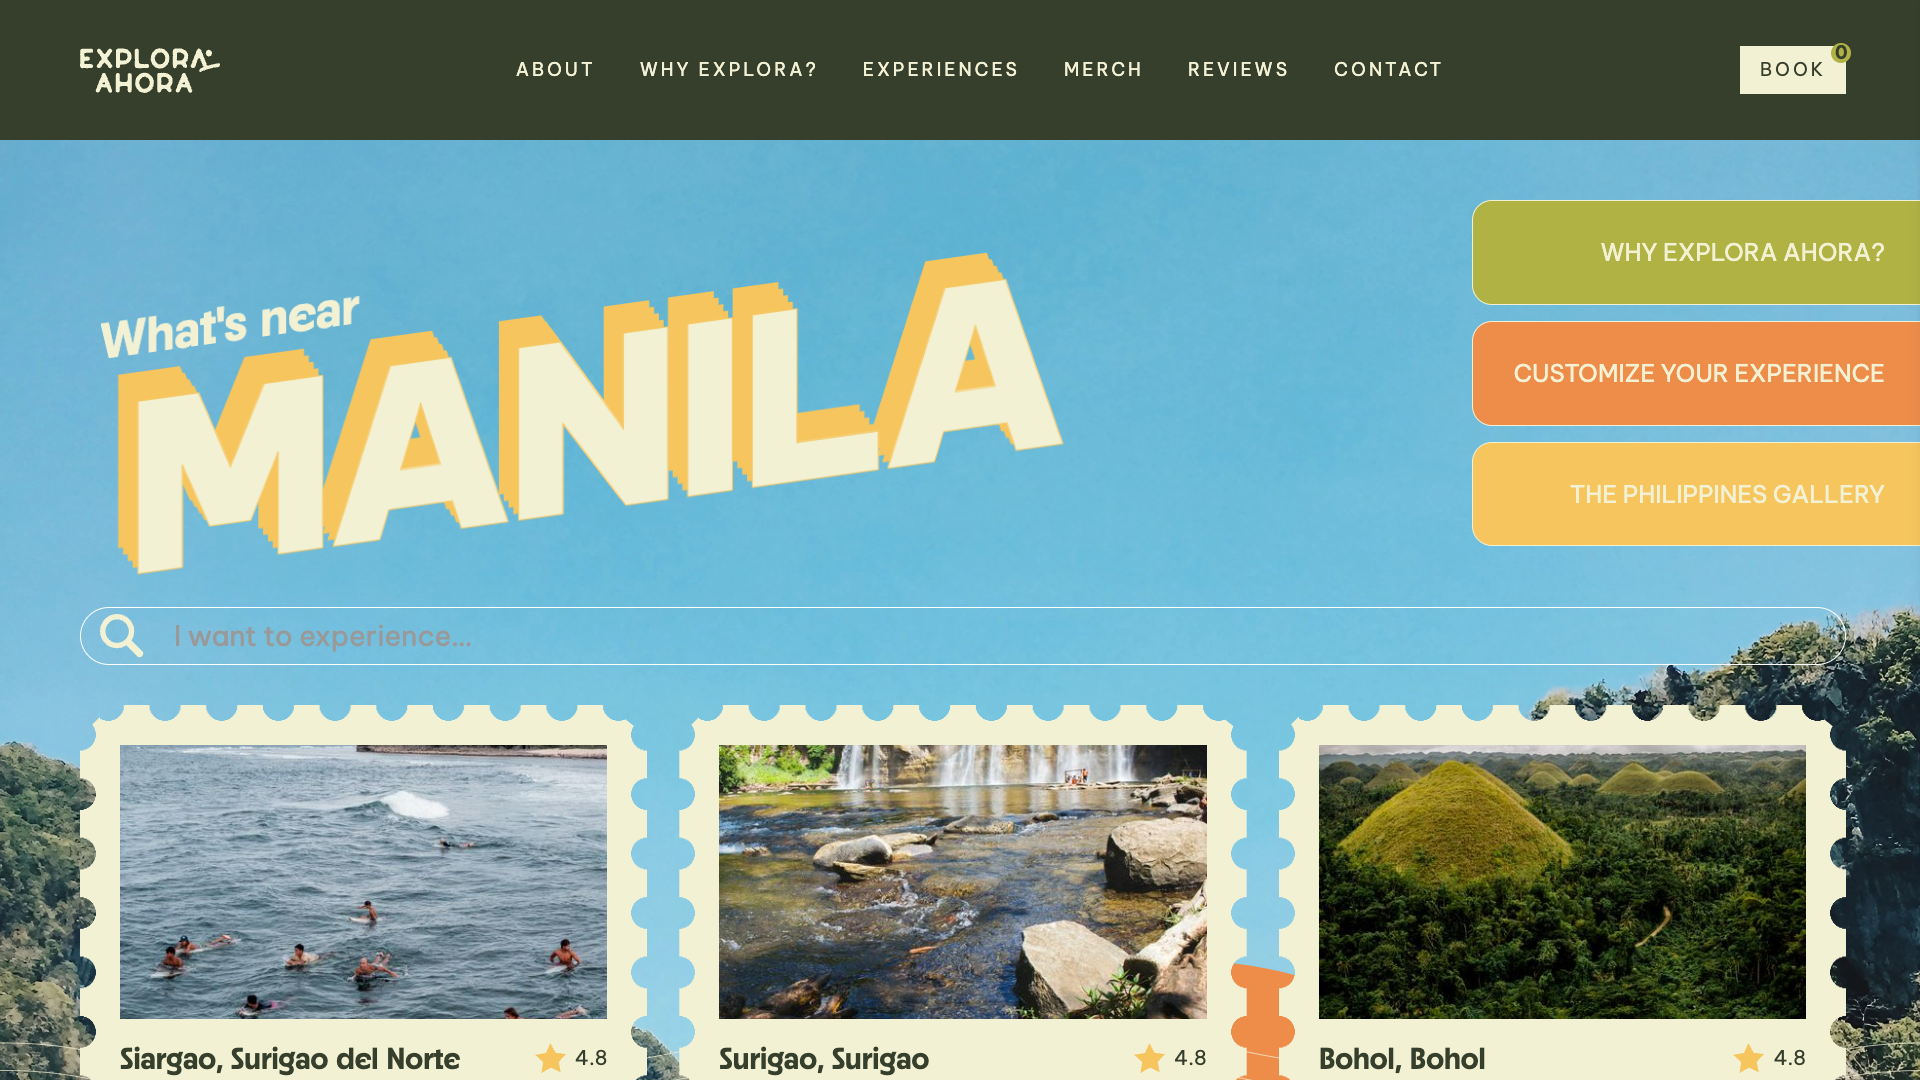 EXPLORA
AHORA
ABOUT
WHY EXPLORA?
EXPERIENCES
MERCH
REVIEWS
CONTACT
BOOK
0
What's near
MANILA
WHY EXPLORA AHORA?
CUSTOMIZE YOUR EXPERIENCE
THE PHILIPPINES GALLERY
I want to experience...
Siargao, Surigao del Norte
4.8
Surigao, Surigao
4.8
Bohol, Bohol
4.8